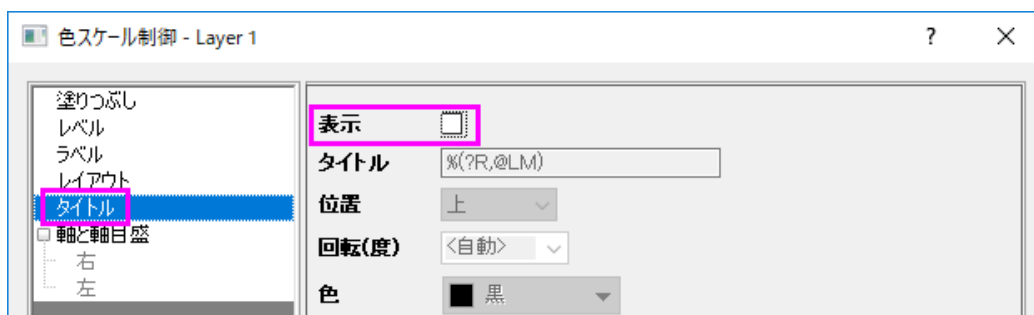 色スケール制御 - Layer 1 ? ×
塗りつぶし
レベル
ラベル
レイアウト
タイトル
軸と軸目盛
右
左
表示
タイトル %(?R,@LM)
位置 上
回転(度) <自動>
色 黒